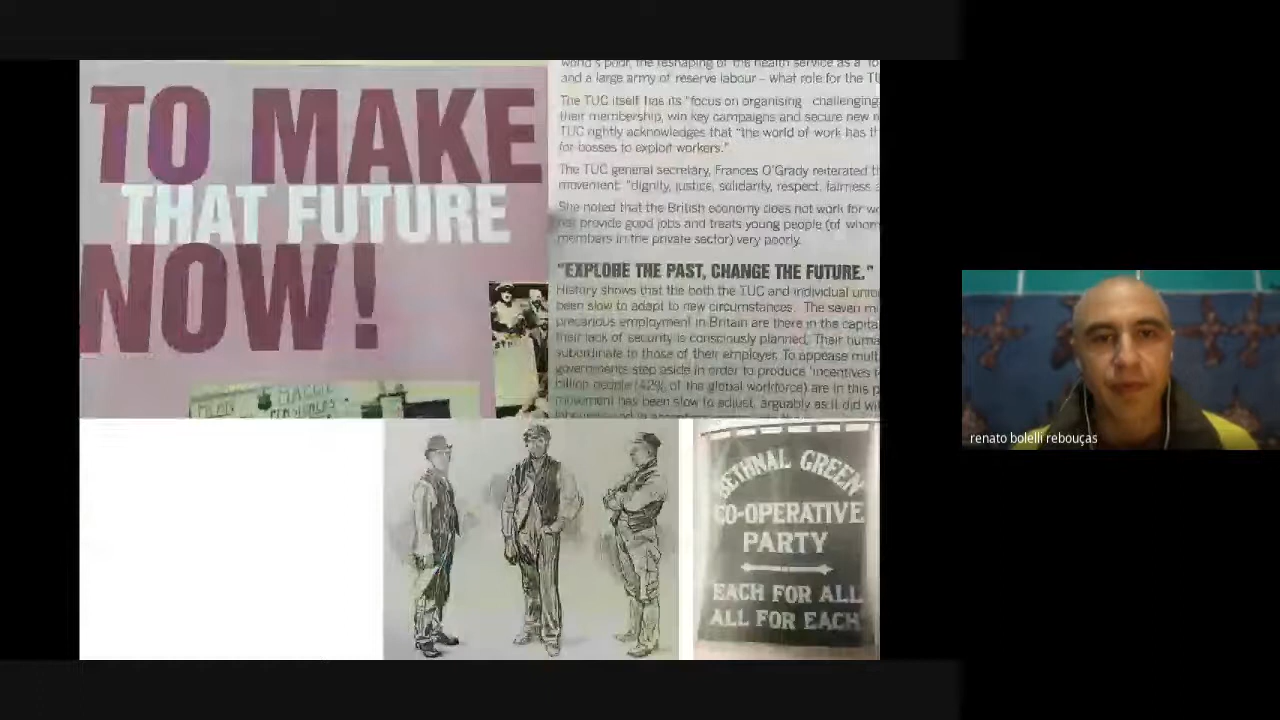 TO MAKE
THAT FUTURE
NOW!
MAGGIE
PENSIONERS
world's poor, the reshaping of the health service as a
and a large army of reserve labour – what role for the
The TUC itself has its "focus on organising challenging
their membership, win key campaigns and secure new
TUC rightly acknowledges that "the world of work has
for bosses to exploit workers."
The TUC general secretary, Frances O'Grady reiterated
movement: "dignity, justice, solidarity, respect, fairness
She noted that the British economy does not work for
not provide good jobs and treats young people (of whom
members in the private sector) very poorly.
"EXPLORE THE PAST, CHANGE THE FUTURE."
History shows that the both the TUC and individual
been slow to adapt to new circumstances. The seven
precarious employment in Britain are there in the
their lack of security is consciously planned. Their
subordinate to those of their employer. To appease
governments step aside in order to produce 'incentives
billion people (42% of the global workforce) are in this
movement has been slow to adjust, arguably as it did
BETHNAL GREEN
CO-OPERATIVE
PARTY
EACH FOR ALL
ALL FOR EACH
renato bolelli rebouças